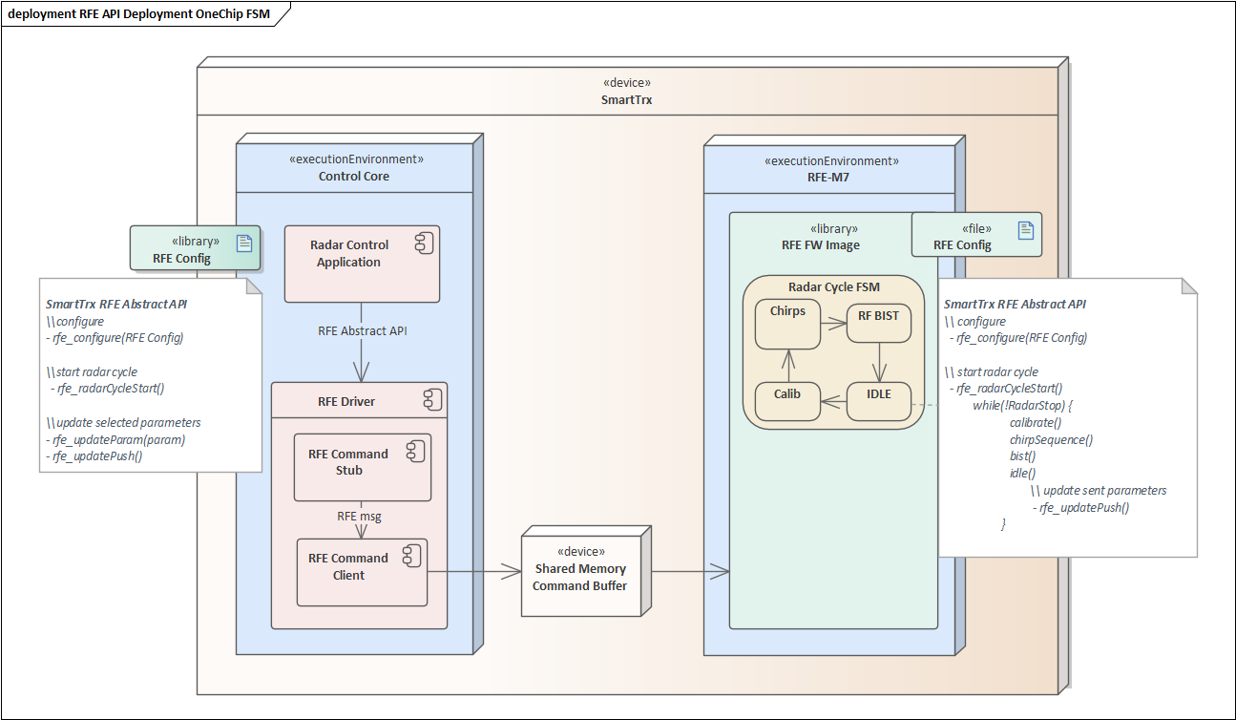 deployment RFE API Deployment OneChip FSM
«device»
SmartTrx
«executionEnvironment»
Control Core
«library»
RFE Config
SmartTrx RFE Abstract API
\\configure
- rfe_configure(RFE Config)
\\start radar cycle
- rfe_radarCycleStart()
\\update selected parameters
- rfe_updateParam(param)
- rfe_updatePush()
Radar Control
Application
RFE Abstract API
RFE Driver
RFE Command
Stub
RFE msg
RFE Command
Client
«device»
Shared Memory
Command Buffer
«executionEnvironment»
RFE-M7
«library»
RFE FW Image
«file»
RFE Config
Radar Cycle FSM
Chirps
RF BIST
Calib
IDLE
SmartTrx RFE Abstract API
\\ configure
- rfe_configure(RFE Config)
\\ start radar cycle
- rfe_radarCycleStart()
while(!RadarStop) {
calibrate()
chirpSequence()
bist()
idle()
\\ update sent parameters
- rfe_updatePush()
}